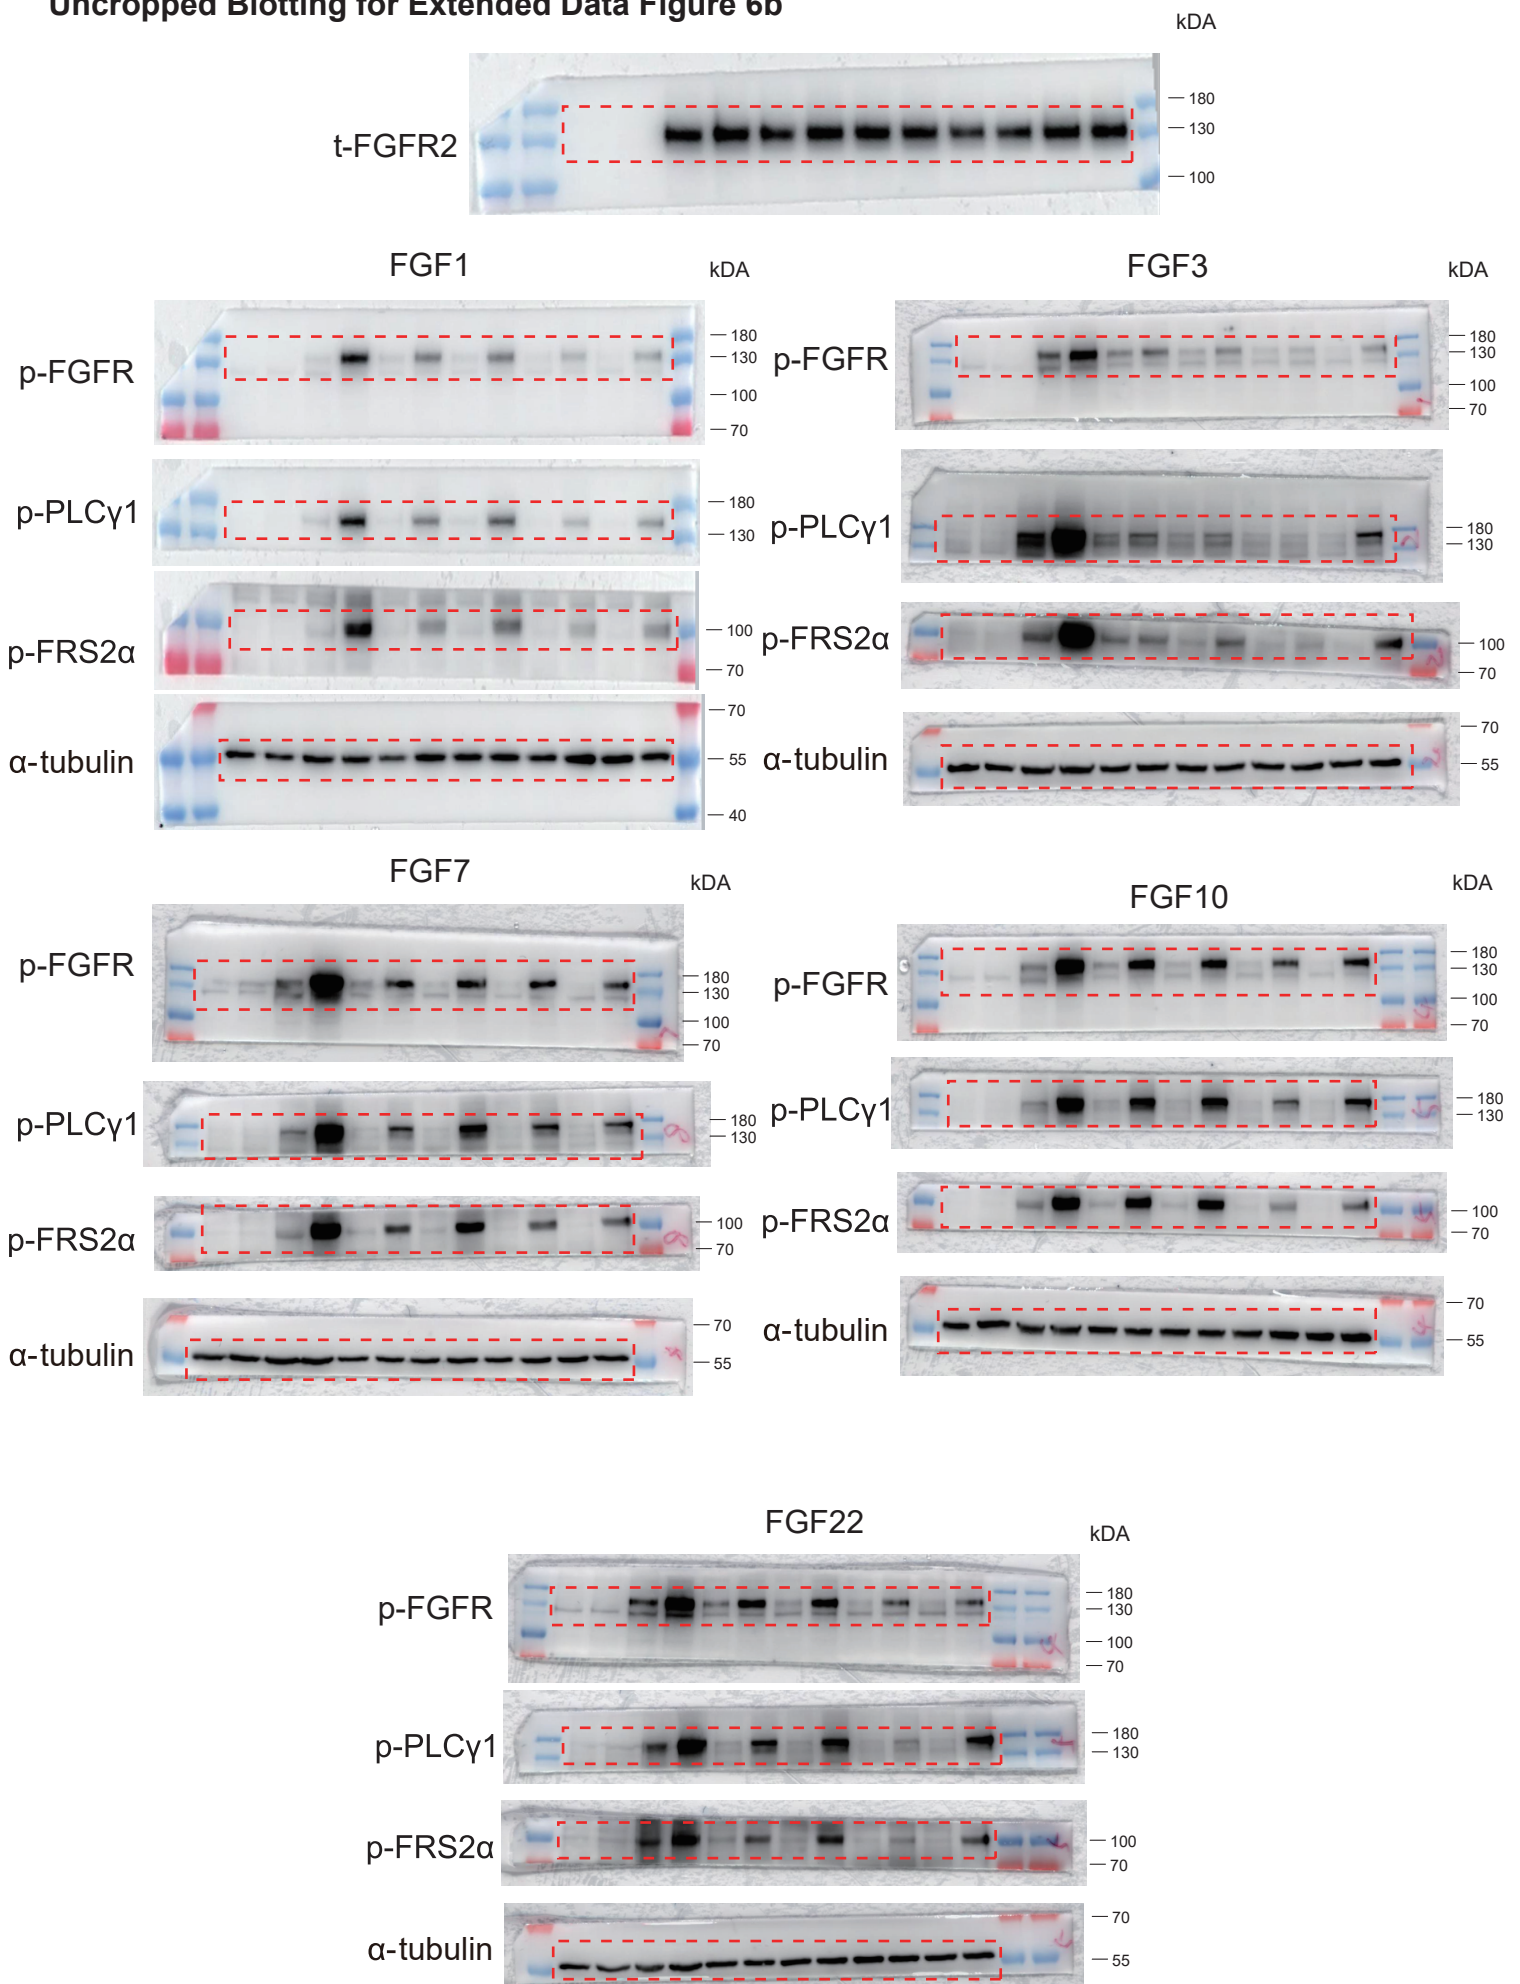 Uncropped Blotting for Extended Data Figure 6b
kDA
t-FGFR2
180
130
100
FGF1
kDA
p-FGFR
180
130
100
70
p-PLCγ1
180
130
p-FRS2α
100
70
α-tubulin
70
55
40
FGF3
kDA
p-FGFR
180
130
100
70
p-PLCγ1
180
130
p-FRS2α
100
70
α-tubulin
70
55
FGF7
kDA
p-FGFR
180
130
100
70
p-PLCγ1
180
130
p-FRS2α
100
70
α-tubulin
70
55
FGF10
kDA
p-FGFR
180
130
100
70
p-PLCγ1
180
130
p-FRS2α
100
70
α-tubulin
70
55
FGF22
kDA
p-FGFR
180
130
100
70
p-PLCγ1
180
130
p-FRS2α
100
70
α-tubulin
70
55